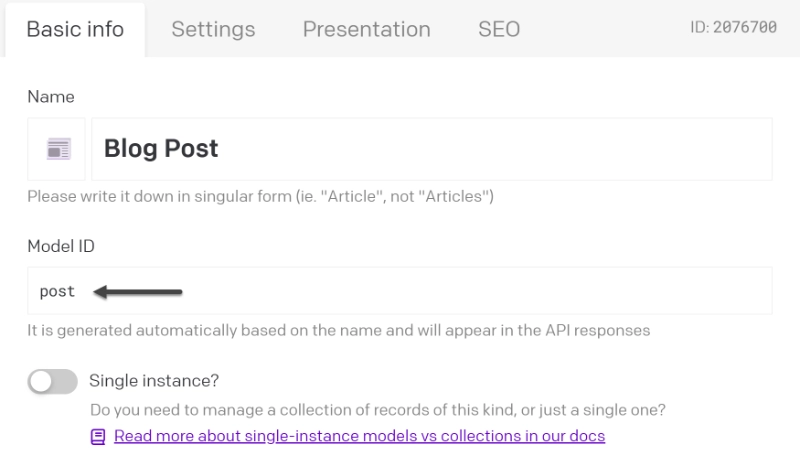 Basic info Settings Presentation SEO ID: 2076700
Name
Blog Post
Please write it down in singular form (ie. "Article", not "Articles")
Model ID
post
It is generated automatically based on the name and will appear in the API responses
Single instance?
Do you need to manage a collection of records of this kind, or just a single one?
Read more about single-instance models vs collections in our docs